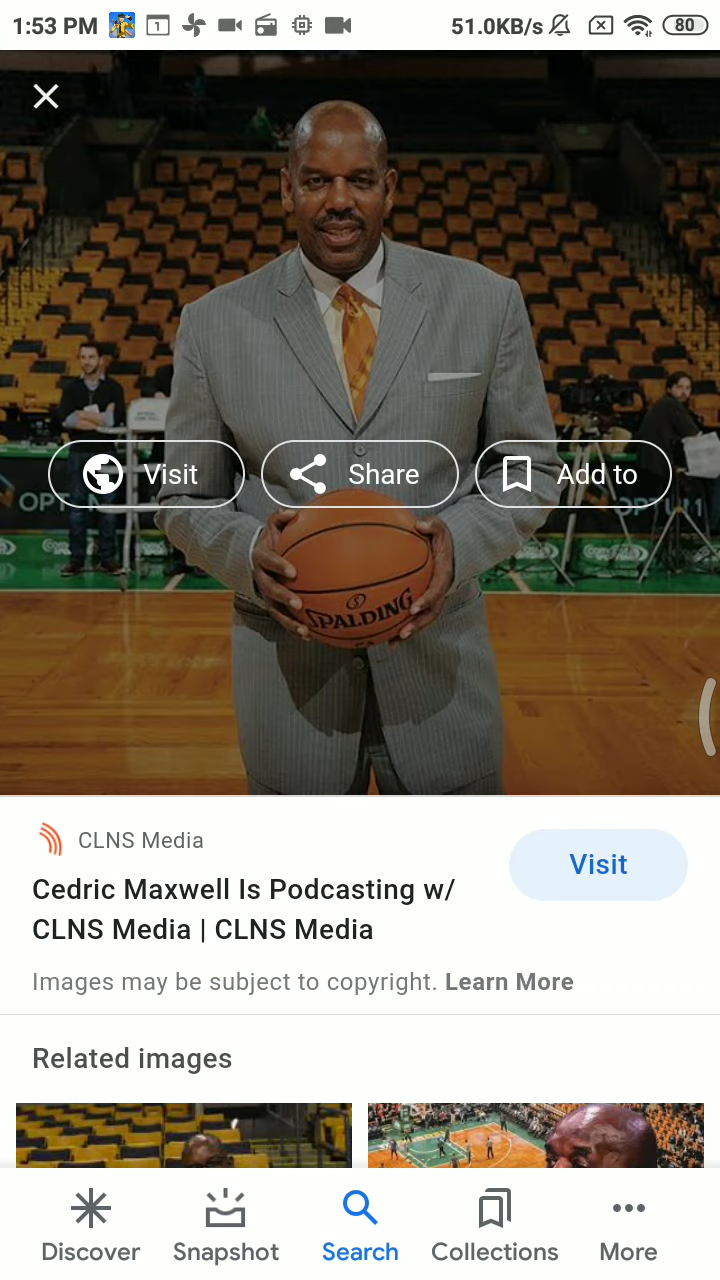 1:53 PM 1 51.0KB/s 80
Visit Share Add to
SPALDING
CLNS Media
Visit
Cedric Maxwell Is Podcasting w/
CLNS Media | CLNS Media
Images may be subject to copyright. Learn More
Related images
Discover Snapshot Search Collections More